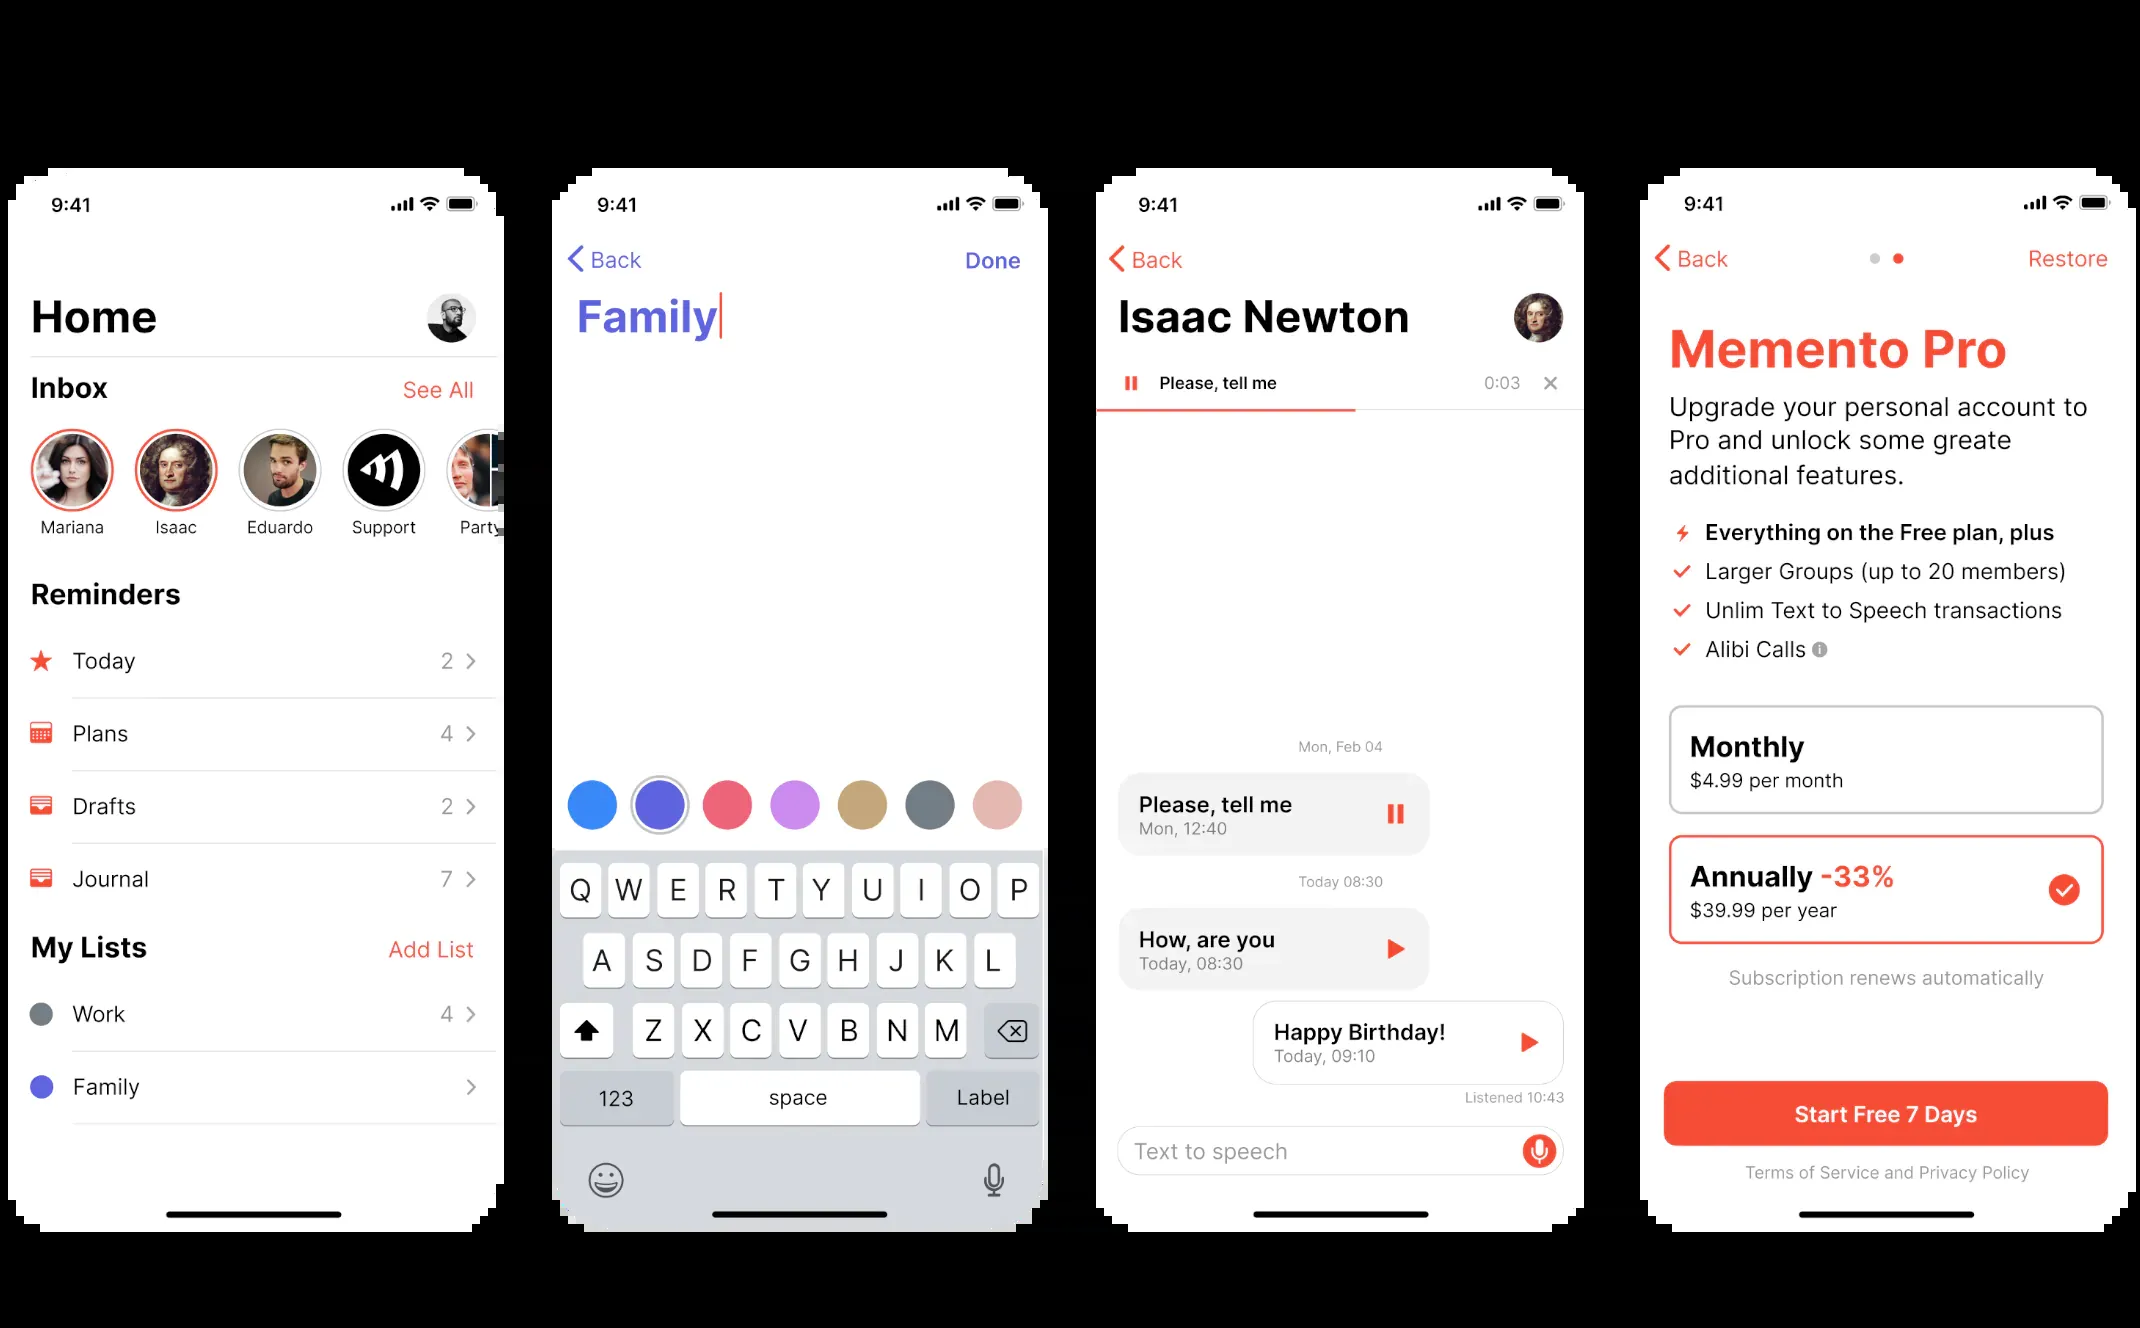 9:41
Home
Inbox
See All
Mariana
Isaac
Eduardo
Support
Party
Reminders
Today 2
Plans 4
Drafts 2
Journal 7
My Lists
Add List
Work 4
Family
9:41
Back
Done
Family
Q W E R T Y U I O P
A S D F G H J K L
Z X C V B N M
123 space Label
9:41
Back
Isaac Newton
Please, tell me 0:03
Mon, Feb 04
Please, tell me
Mon, 12:40
Today 08:30
How, are you
Today, 08:30
Happy Birthday!
Today, 09:10
Listened 10:43
Text to speech
9:41
Back
Restore
Memento Pro
Upgrade your personal account to
Pro and unlock some greate
additional features.
Everything on the Free plan, plus
Larger Groups (up to 20 members)
Unlim Text to Speech transactions
Alibi Calls
Monthly
$4.99 per month
Annually -33%
$39.99 per year
Subscription renews automatically
Start Free 7 Days
Terms of Service and Privacy Policy